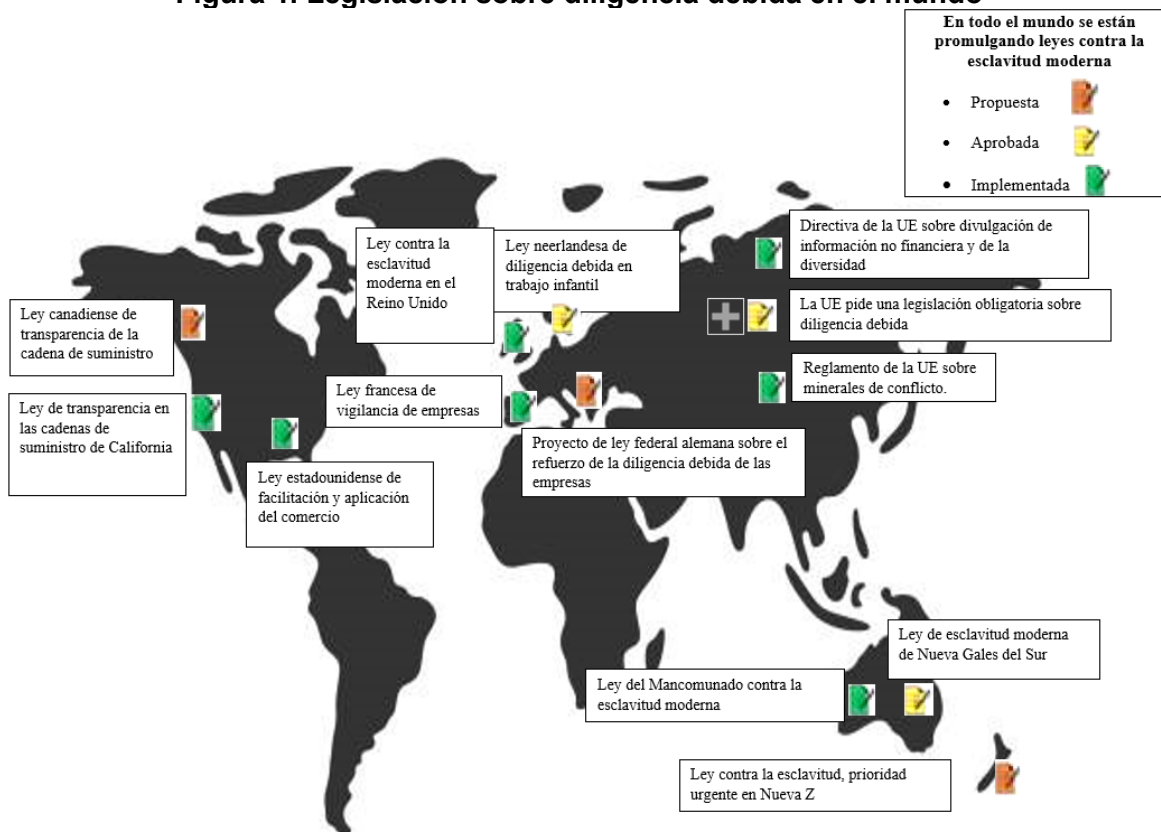 Figura 1. Legislación sobre diligencia debida en el mundo
En todo el mundo se están
promulgando leyes contra la
esclavitud moderna
• Propuesta
• Aprobada
• Implementada
Ley contra la
esclavitud
moderna en el
Reino Unido
Ley neerlandesa de
diligencia debida en
trabajo infantil
Directiva de la UE sobre divulgación de
información no financiera y de la
diversidad
La UE pide una legislación obligatoria sobre
diligencia debida
Reglamento de la UE sobre
minerales de conflicto.
Ley canadiense de
transparencia de la
cadena de suministro
Ley de transparencia en
las cadenas de
suministro de California
Ley francesa de
vigilancia de empresas
Proyecto de ley federal alemana sobre el
refuerzo de la diligencia debida de las
empresas
Ley estadounidense de
facilitación y aplicación
del comercio
Ley de esclavitud moderna
de Nueva Gales del Sur
Ley del Mancomunado contra la
esclavitud moderna
Ley contra la esclavitud, prioridad
urgente en Nueva Z